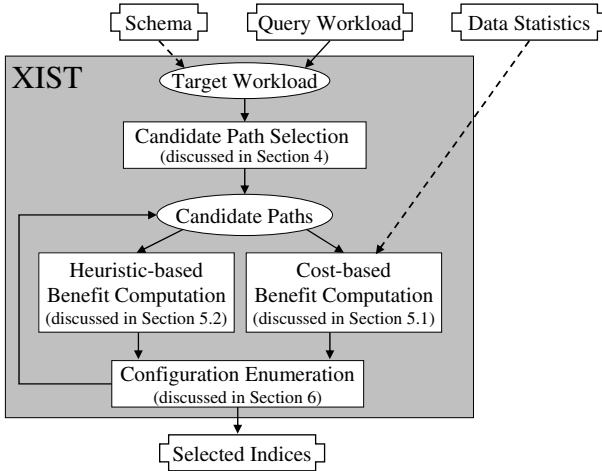 Schema
Query Workload
Data Statistics
XIST
Target Workload
Candidate Path Selection
(discussed in Section 4)
Candidate Paths
Heuristic-based
Benefit Computation
(discussed in Section 5.2)
Cost-based
Benefit Computation
(discussed in Section 5.1)
Configuration Enumeration
(discussed in Section 6)
Selected Indices